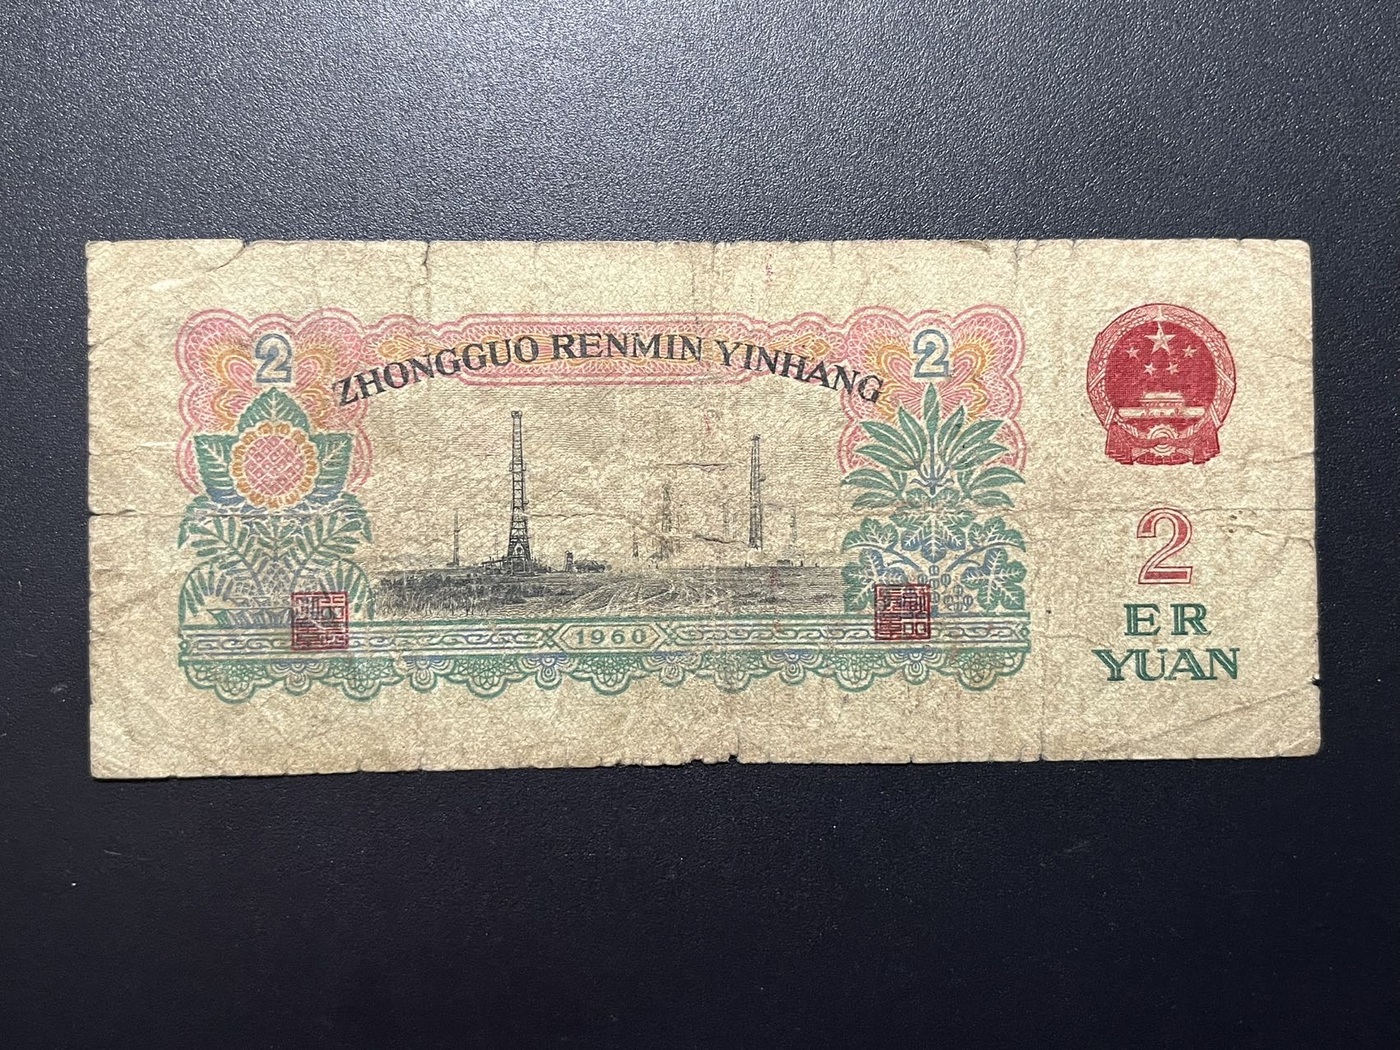 2
2
ZHONGGUO RENMIN YINHANG
1960
2
ER
YUAN